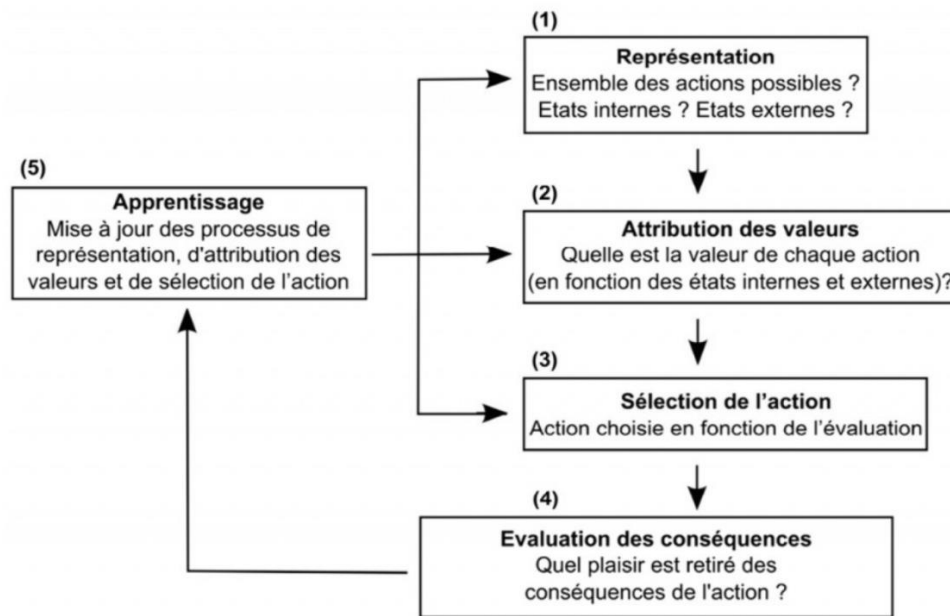 (1)
Représentation
Ensemble des actions possibles ?
Etats internes ? Etats externes ?
(2)
Attribution des valeurs
Quelle est la valeur de chaque action
(en fonction des états internes et externes)?
(3)
Sélection de l'action
Action choisie en fonction de l'évaluation
(4)
Evaluation des conséquences
Quel plaisir est retiré des
conséquences de l'action ?
(5)
Apprentissage
Mise à jour des processus de
représentation, d'attribution des
valeurs et de sélection de l'action